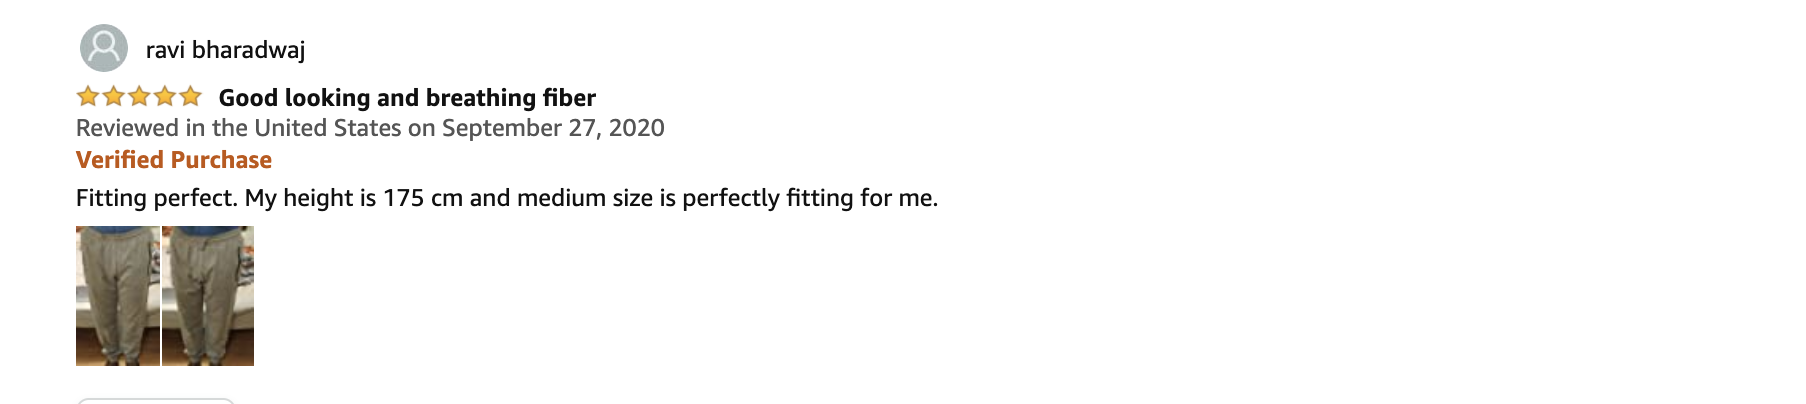 ravi bharadwaj
Good looking and breathing fiber
Reviewed in the United States on September 27, 2020
Verified Purchase
Fitting perfect. My height is 175 cm and medium size is perfectly fitting for me.